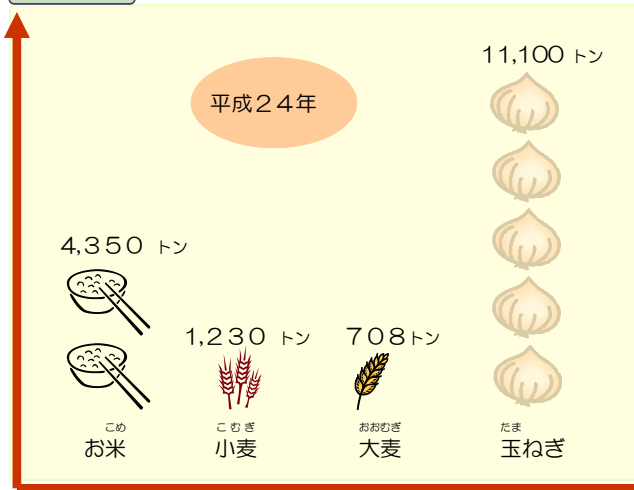 11,100 トン
平成２４年
4,350 トン
1,230 トン
708トン
こめ
お米
こむぎ
小麦
おおむぎ
大麦
たま
玉ねぎ